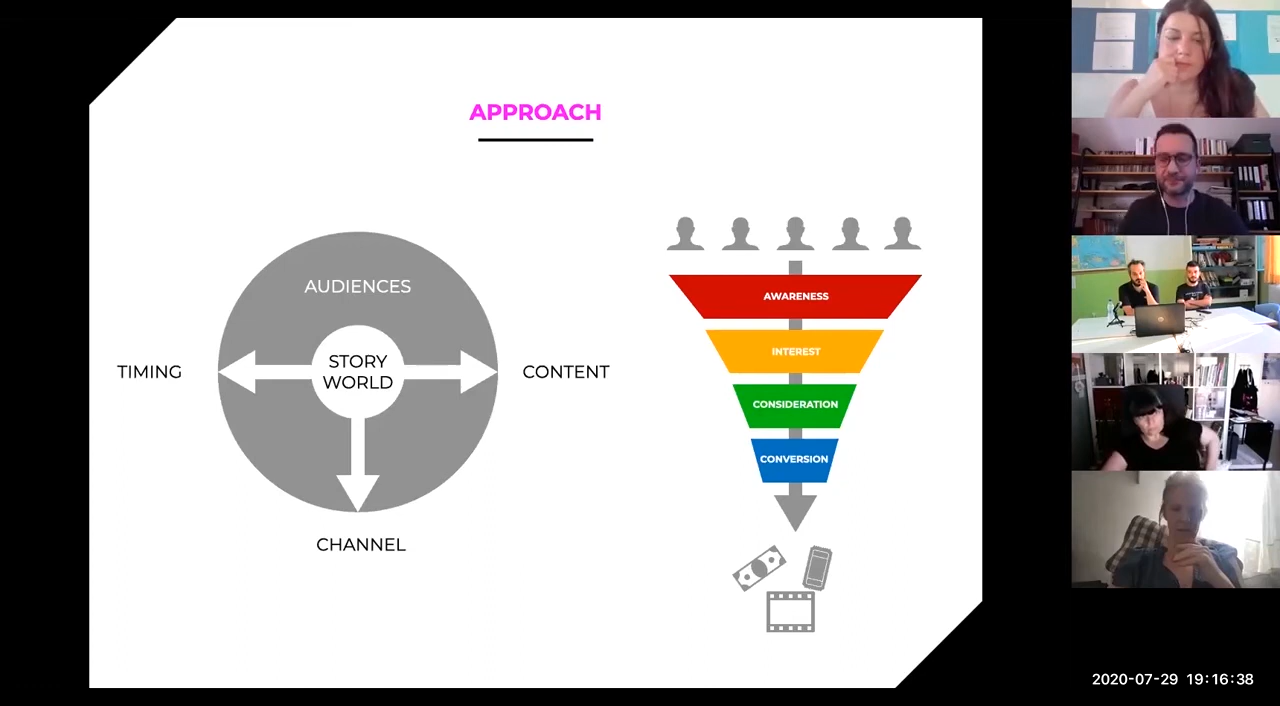 APPROACH
AUDIENCES
TIMING
STORY
WORLD
CONTENT
CHANNEL
AWARENESS
INTEREST
CONSIDERATION
CONVERSION
2020-07-29 19:16:38